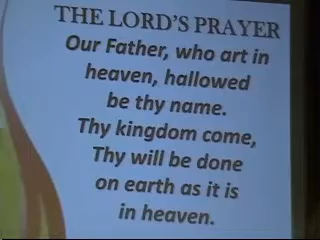 THE LORD'S PRAYER
Our Father, who art in
heaven, hallowed
be thy name.
Thy kingdom come,
Thy will be done
on earth as it is
in heaven.